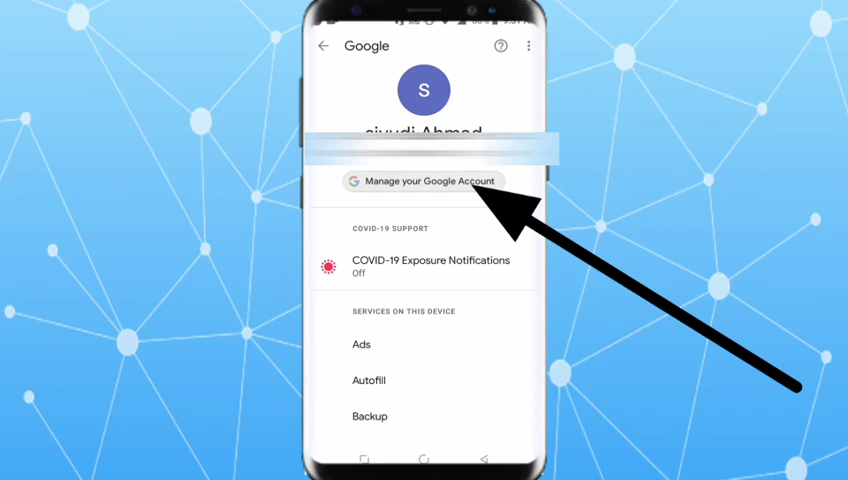 Google
S
Manage your Google Account
COVID-19 SUPPORT
COVID-19 Exposure Notifications
Off
SERVICES ON THIS DEVICE
Ads
Autofill
Backup